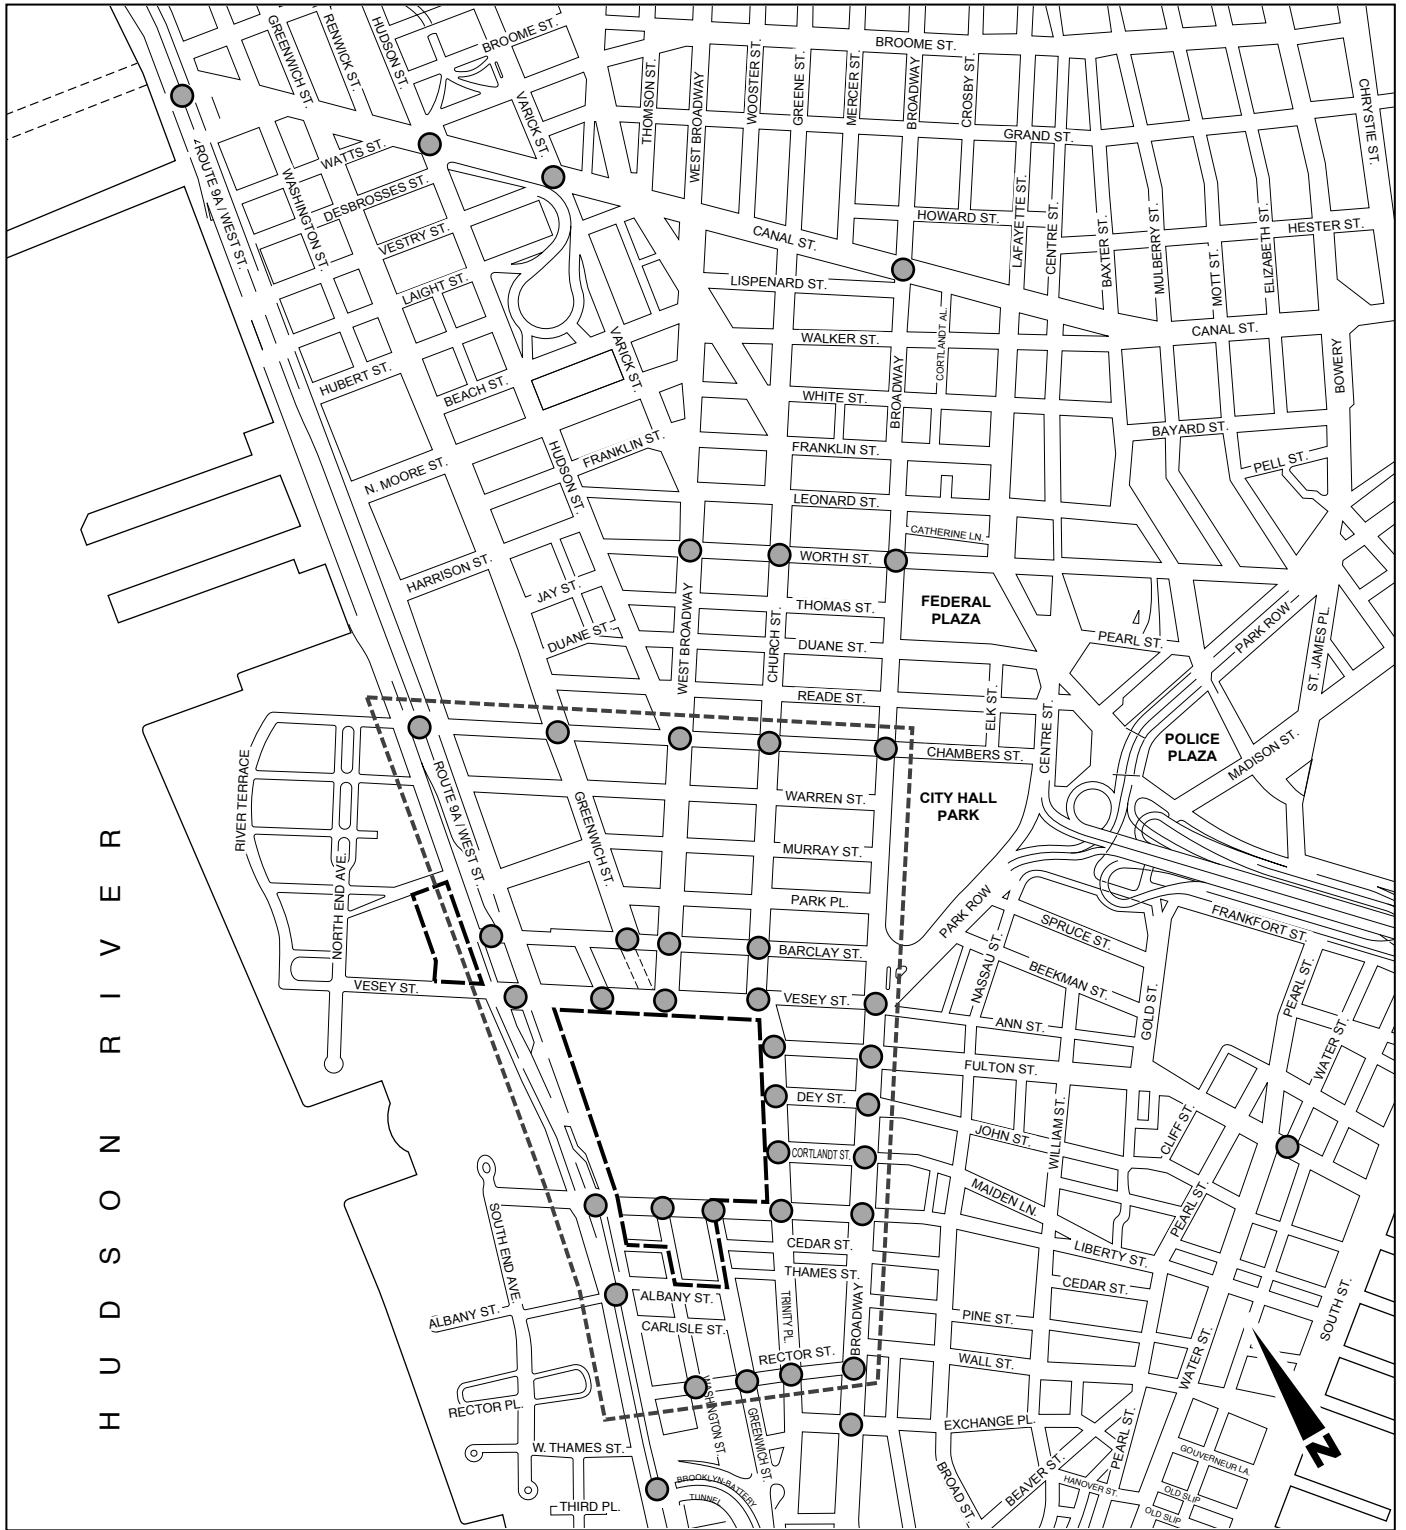 GREENWICH ST.
RENWICK ST.
HUDSON ST.
BROOME ST.
VARICK ST.
THOMSON ST.
WEST BROADWAY
WOOSTER ST.
GREENE ST.
MERCER ST.
BROADWAY
CROSBY ST.
BROOME ST.
CHRYSTIE ST.
GRAND ST.
ROUTE 9A / WEST ST.
WASHINGTON ST.
WATTS ST.
DESBROSSES ST.
VESTRY ST.
LAIGHT ST.
HOWARD ST.
LAFAYETTE ST.
CENTRE ST.
BAXTER ST.
MULBERRY ST.
MOTT ST.
ELIZABETH ST.
HESTER ST.
CANAL ST.
LISPENARD ST.
CORTLANDT AL.
CANAL ST.
BOWERY
WALKER ST.
VARICK ST.
HUBERT ST.
BEACH ST.
WHITE ST.
BROADWAY
BAYARD ST.
PELL ST.
FRANKLIN ST.
FRANKLIN ST.
N. MOORE ST.
HUDSON ST.
LEONARD ST.
CATHERINE LN.
WORTH ST.
HARRISON ST.
JAY ST.
DUANE ST.
WEST BROADWAY
CHURCH ST.
THOMAS ST.
FEDERAL
PLAZA
DUANE ST.
PEARL ST.
PARK ROW
ST. JAMES PL.
READE ST.
ELK ST.
CENTRE ST.
CHAMBERS ST.
POLICE
PLAZA
MADISON ST.
RIVER TERRACE
ROUTE 9A / WEST ST.
GREENWICH ST.
WARREN ST.
CITY HALL
PARK
MURRAY ST.
NORTH END AVE.
PARK PL.
PARK ROW
SPRUCE ST.
FRANKFORT ST
BARCLAY ST.
NASSAU ST.
BEEKMAN ST.
GOLD ST.
PEARL ST.
WATER ST.
VESEY ST.
VESEY ST.
ANN ST.
FULTON ST.
HUDSON RIVER
DEY ST.
JOHN ST.
WILLIAM ST.
CLIFF ST.
CORTLANDT ST.
MAIDEN LN.
PEARL ST.
SOUTH END AVE.
CEDAR ST.
LIBERTY ST.
THAMES ST.
CEDAR ST.
ALBANY ST.
ALBANY ST.
TRINITY PL.
BROADWAY
SOUTH ST.
CARLISLE ST.
PINE ST.
WATER ST.
RECTOR ST.
WALL ST.
RECTOR PL.
WASHINGTON ST.
GREENWICH ST.
EXCHANGE PL.
PEARL ST.
W. THAMES ST.
GOUVERNEUR LA.
N
BROOKLYN-BATTERY
TUNNEL
BROAD ST.
BEAVER ST.
HANOVER ST.
OLD SLIP
OLD SLIP
THIRD PL.